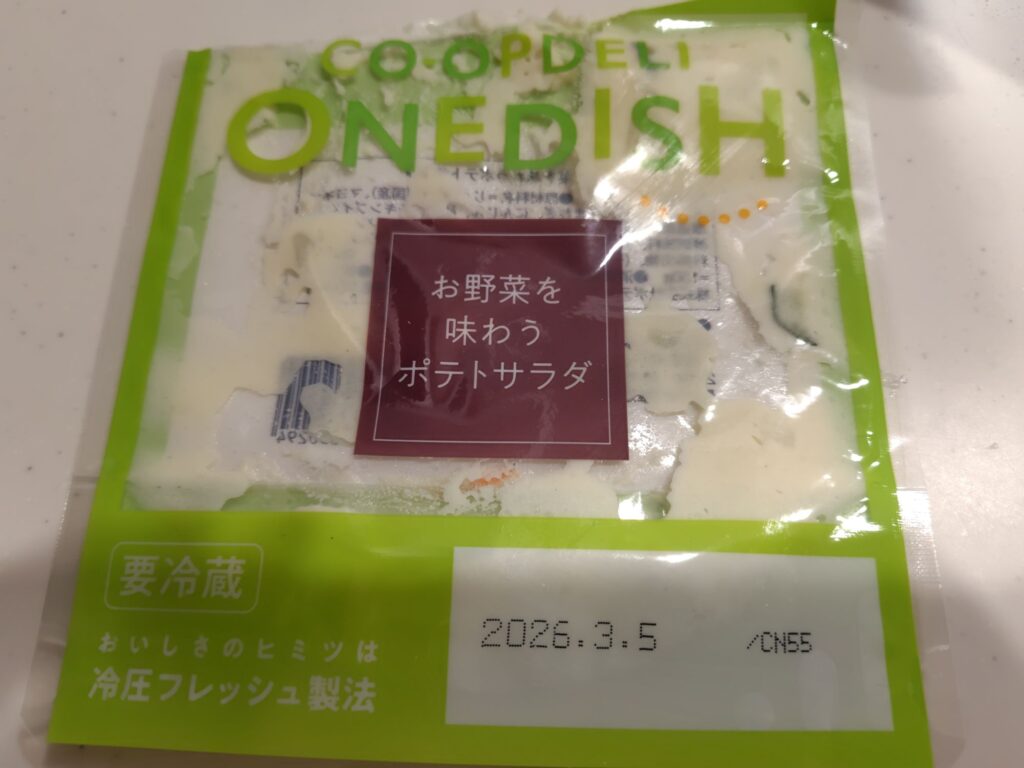 CO·OPDELI
ONEDISH
お野菜を
味わう
ポテトサラダ
要冷蔵
おいしさのヒミツは
冷圧フレッシュ製法
2026.3.5 /CN55